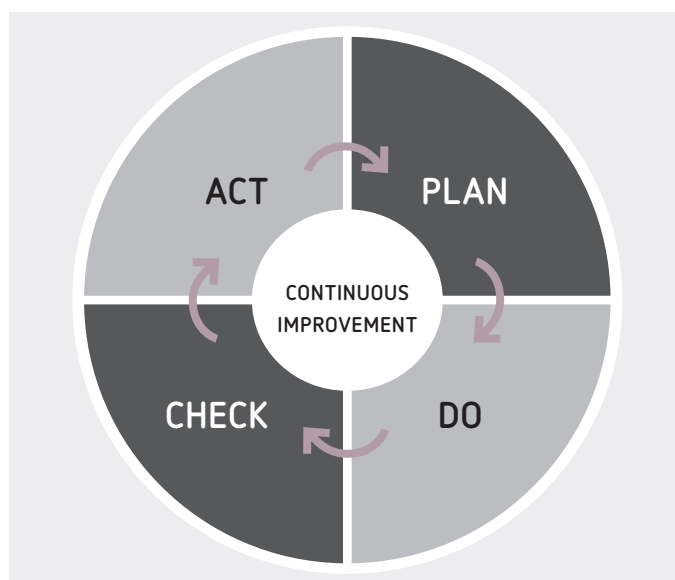 ACT
PLAN
CONTINUOUS
IMPROVEMENT
CHECK
DO